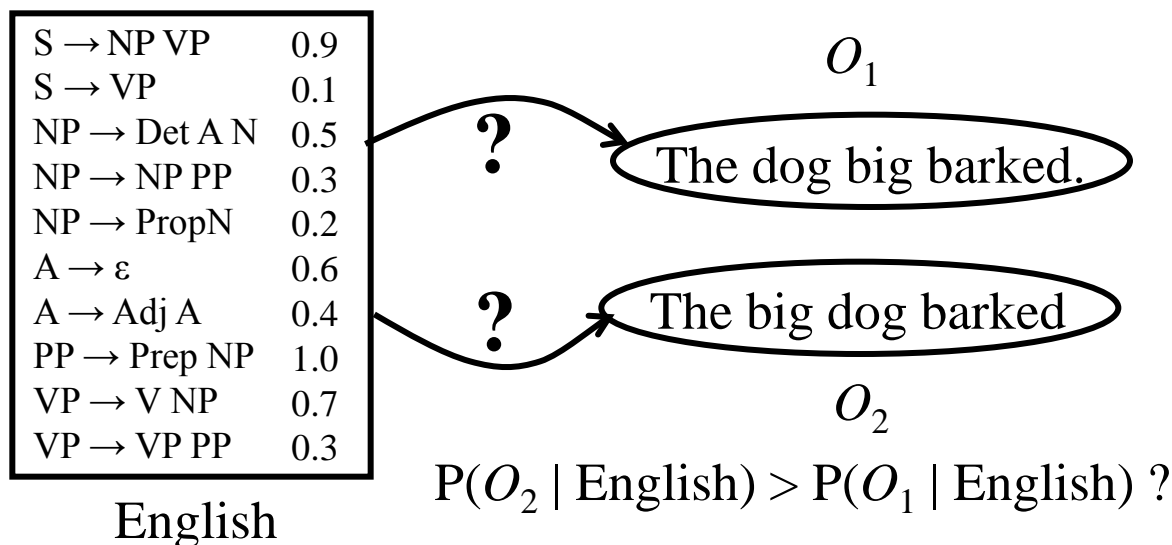 S → NP VP 0.9
S → VP 0.1
NP → Det A N 0.5
NP → NP PP 0.3
NP → PropN 0.2
A → ε 0.6
A → Adj A 0.4
PP → Prep NP 1.0
VP → V NP 0.7
VP → VP PP 0.3
English
?
?
O1
The dog big barked.
The big dog barked
O2
P(O2 | English) > P(O1 | English) ?